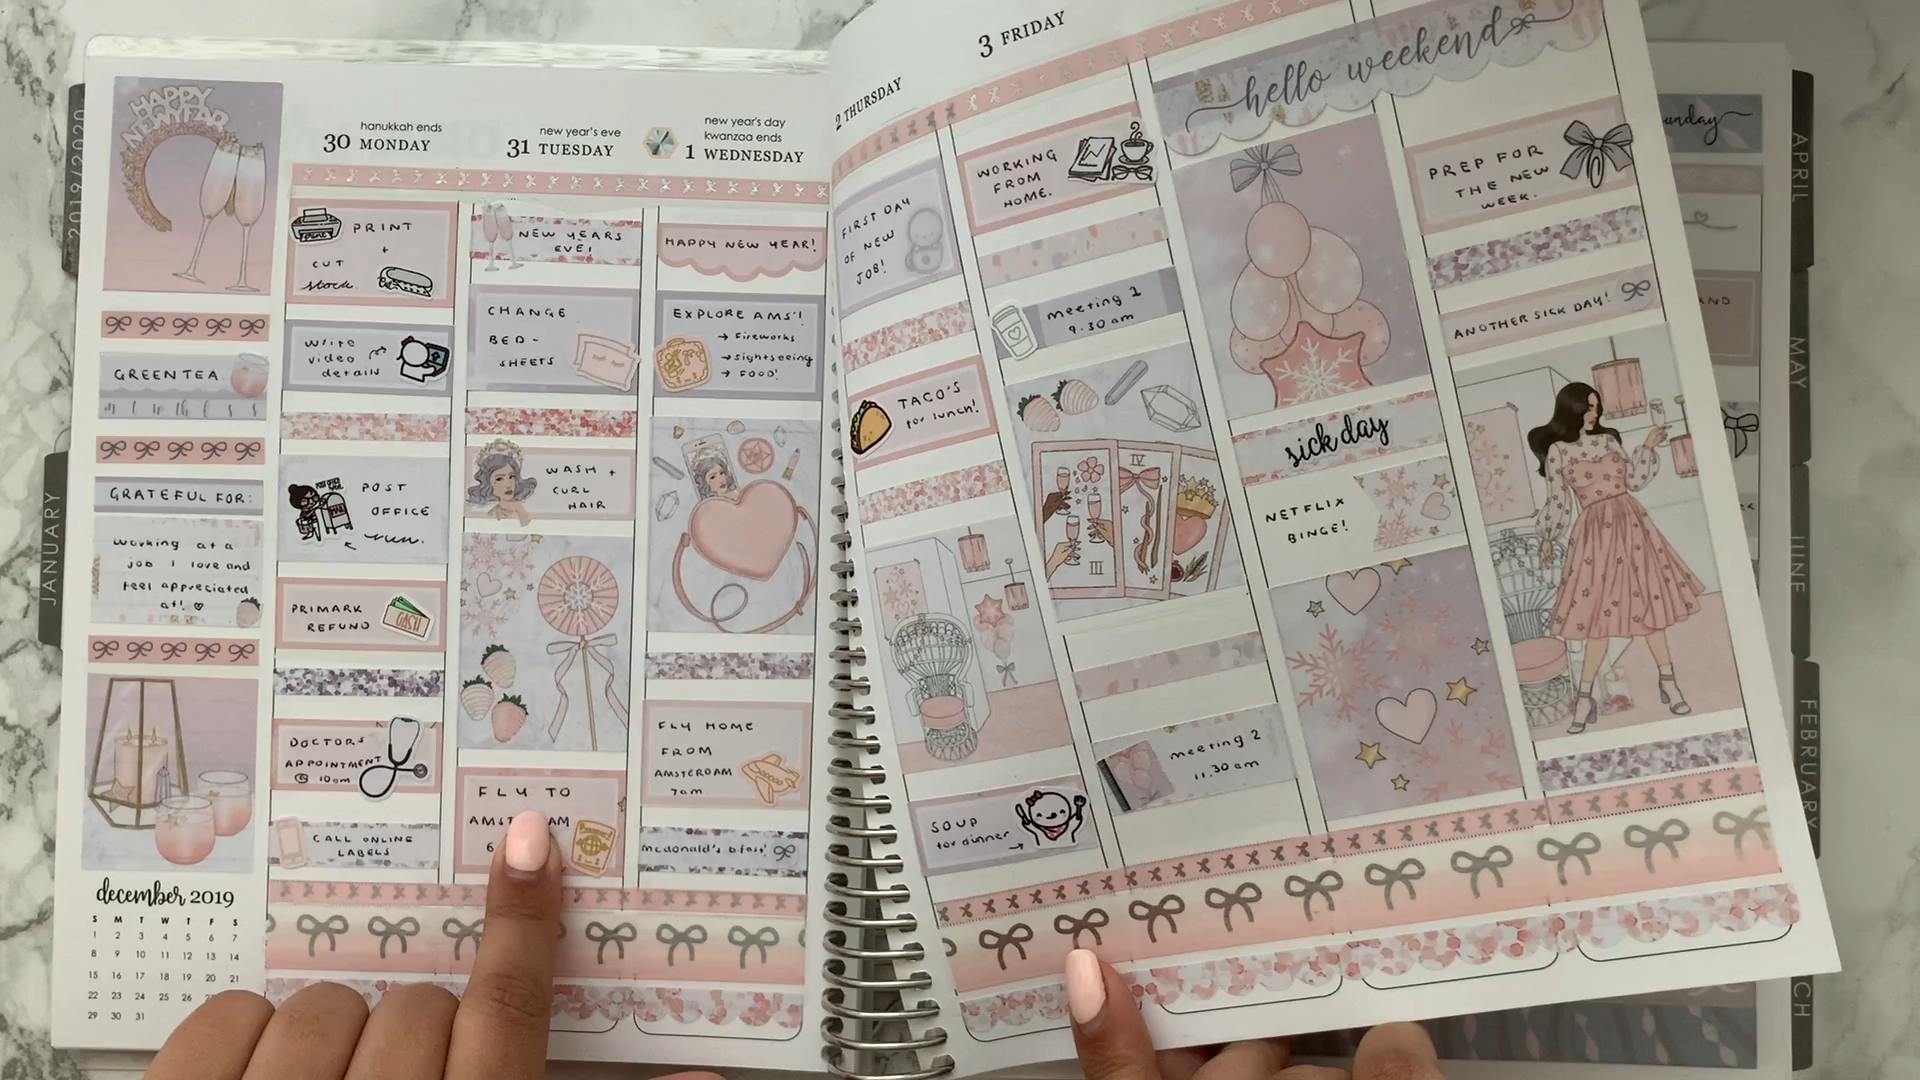 HAPPY
NEW YEAR
GREEN TEA
m t w th f s s
GRATEFUL FOR:
working at a
job I love and
feel appreciated
at! ♡
december 2019
S M T W T F S
1 2 3 4 5 6 7
8 9 10 11 12 13 14
15 16 17 18 19 20 21
22 23 24 25 26
29 30 31
2019/2020
JANUARY
hanukkah ends
30 MONDAY
PRINT
+
CUT
stock
write
video
details
POST
OFFICE
run.
PRIMARK
REFUND
CASH
DOCTORS
APPOINTMENT
@ 10am
CALL ONLINE
LABELS
new year's eve
31 TUESDAY
NEW YEARS
EVE!
CHANGE
BED-
SHEETS
WASH +
CURL
HAIR
FLY TO
6
new year's day
kwanzaa ends
1 WEDNESDAY
HAPPY NEW YEAR!
EXPLORE AMS'!
→ fireworks
→ sightseeing
→ FOOD!
FLY HOME
FROM
AMSTERDAM
7am
mcdonald's b'fast!
2 THURSDAY
FIRST DAY
OF NEW
JOB!
TACO'S
for lunch!
SOUP
for dinner →
3 FRIDAY
WORKING
FROM
HOME.
meeting 1
9.30 am
IV
III
meeting 2
11.30 am
hello weekend
sick day
NETFLIX
BINGE!
PREP FOR
THE NEW
WEEK.
ANOTHER SICK DAY!
APRIL
MAY
JUNE
FEBRUARY